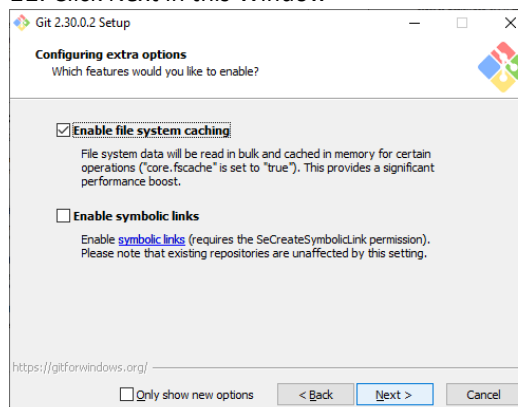 Git 2.30.0.2 Setup
Configuring extra options
Which features would you like to enable?
Enable file system caching
File system data will be read in bulk and cached in memory for certain
operations ("core.fscache" is set to "true"). This provides a significant
performance boost.
Enable symbolic links
Enable symbolic links (requires the SeCreateSymbolicLink permission).
Please note that existing repositories are unaffected by this setting.
https://gitforwindows.org/
Only show new options
< Back
Next >
Cancel